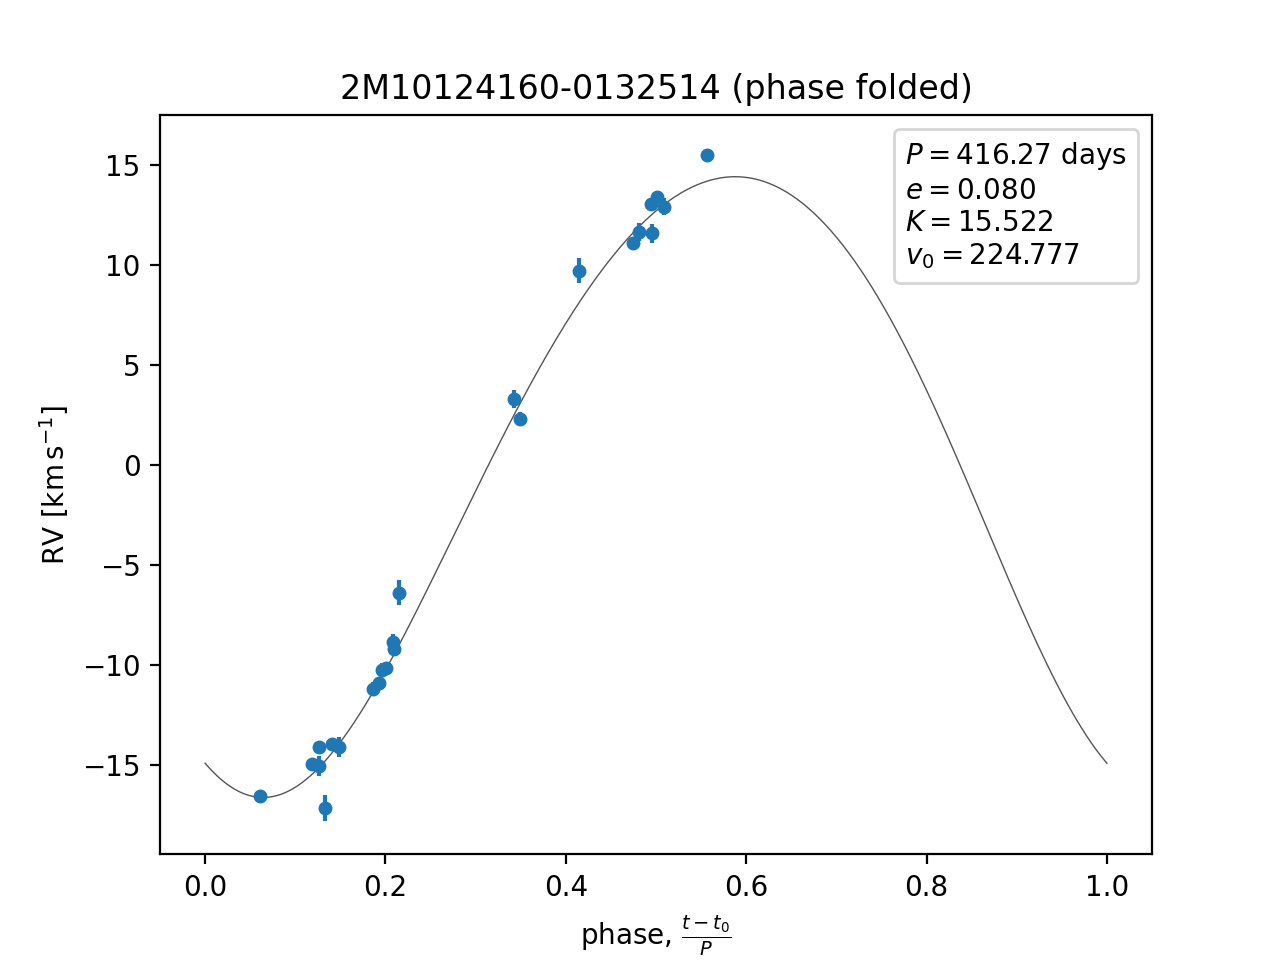 2M10124160-0132514 (phase folded)
P = 416.27 days
e = 0.080
K = 15.522
v₀ = 224.777
15
10
5
0
−5
−10
−15
RV [km s⁻¹]
0.0 0.2 0.4 0.6 0.8 1.0
phase, (t − t₀)/P